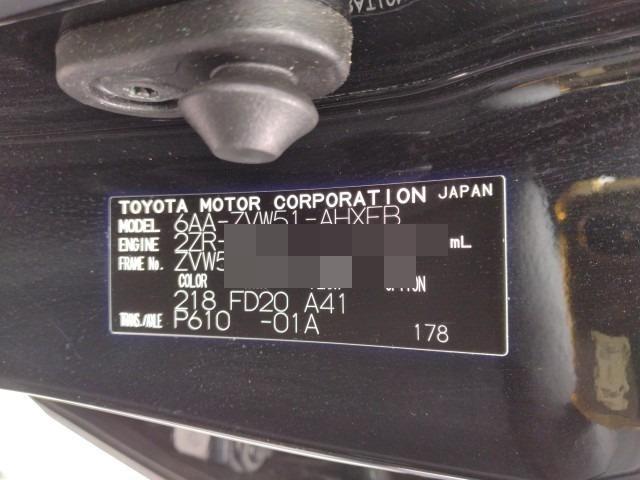 TOYOTA MOTOR CORPORATION JAPAN
MODEL 6AA-ZVW51-AHXEB
ENGINE 2ZR- mL
FRAME No. ZVW5
COLOR OPTION
218 FD20 A41
TRANS./AXLE P610 -01A 178